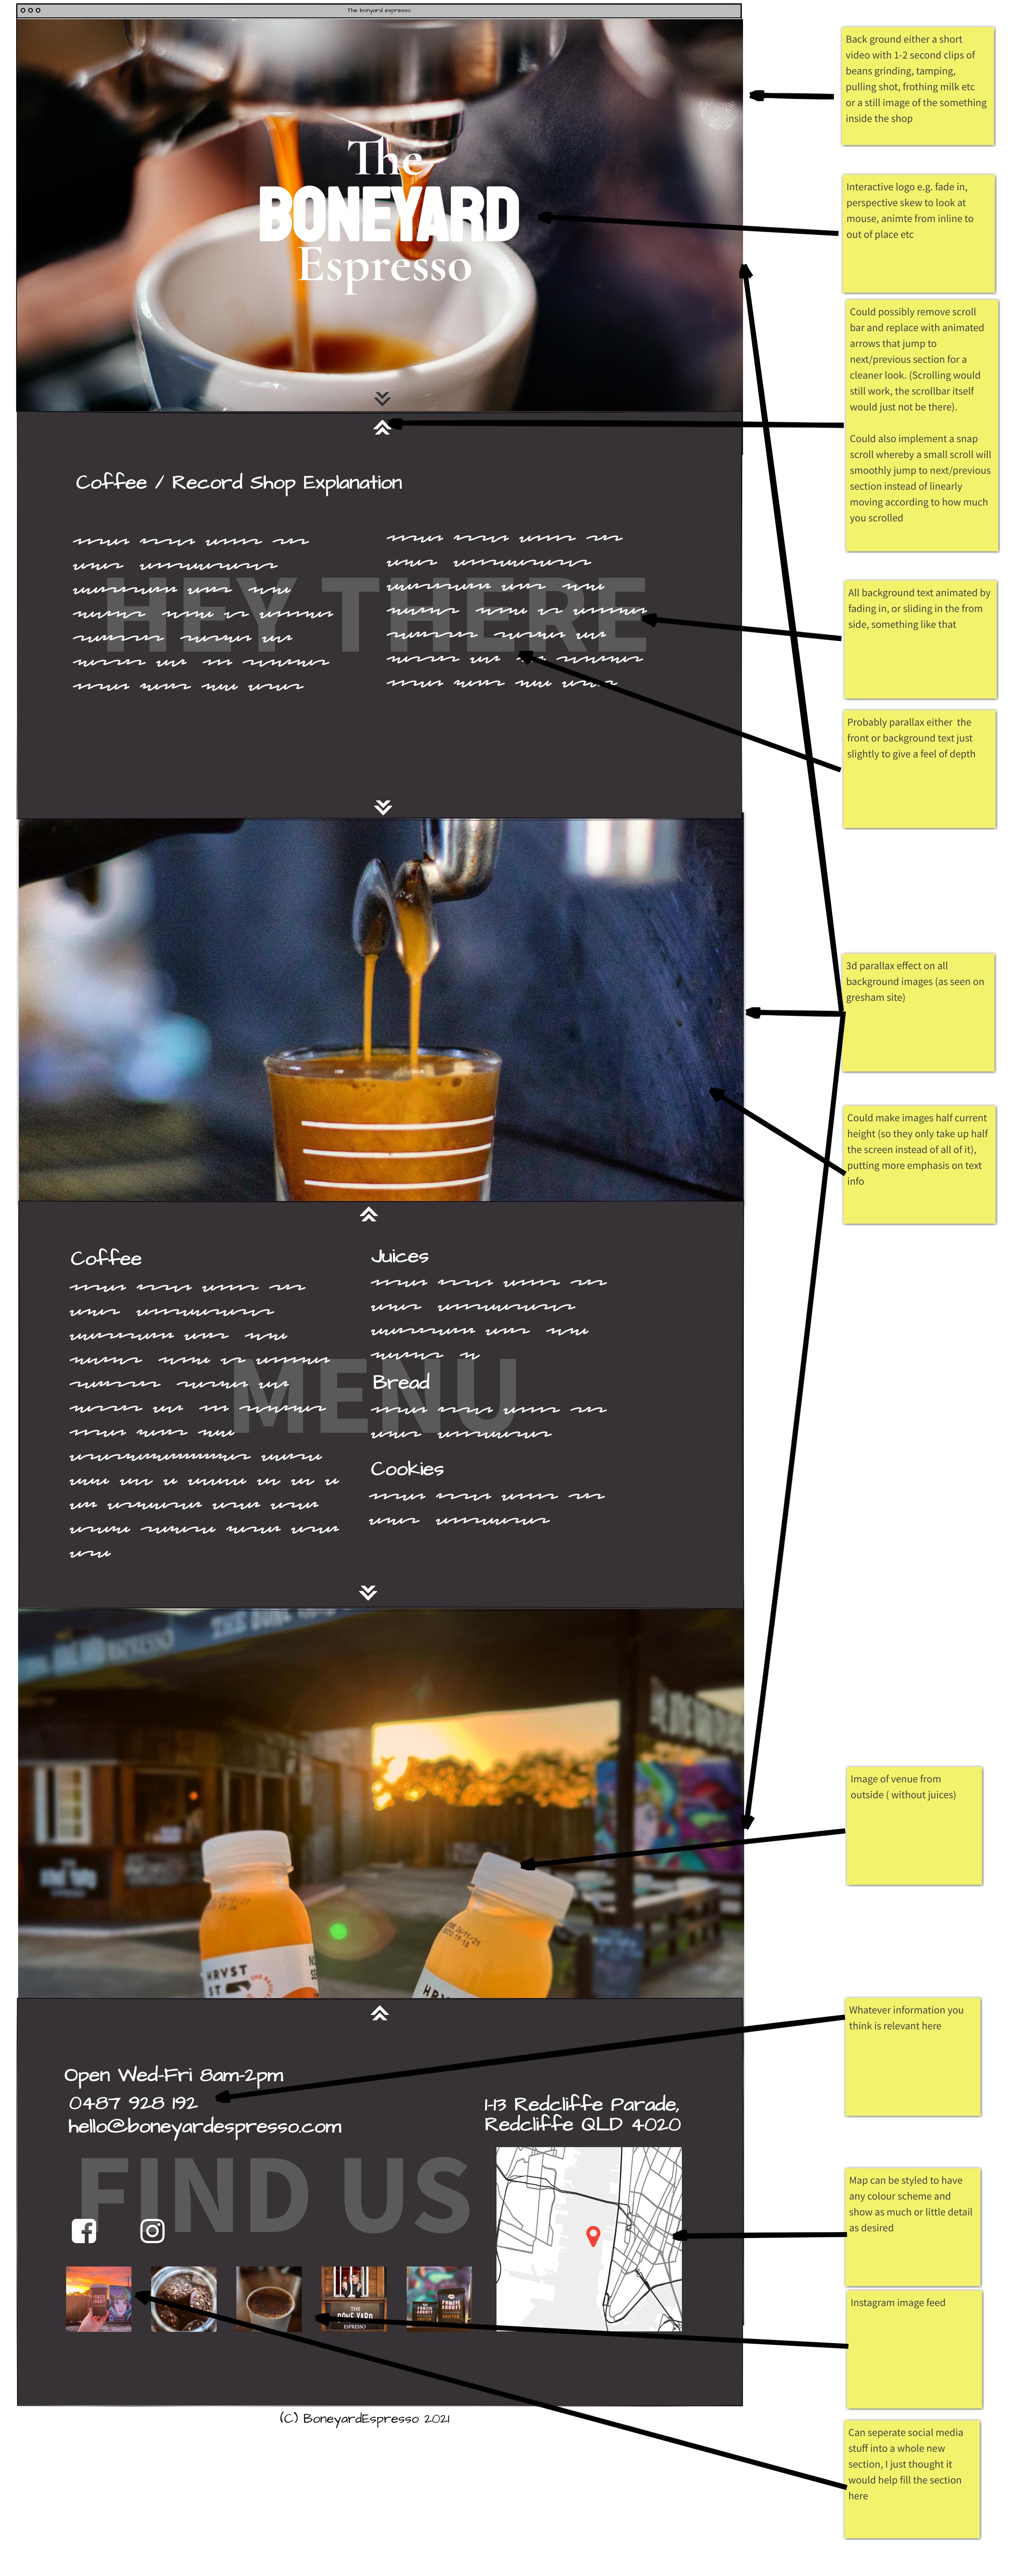 The bonyard espresso
The
BONEYARD
Espresso
Back ground either a short
video with 1-2 second clips of
beans grinding, tamping,
pulling shot, frothing milk etc
or a still image of the something
inside the shop
Interactive logo e.g. fade in,
perspective skew to look at
mouse, animte from inline to
out of place etc
Could possibly remove scroll
bar and replace with animated
arrows that jump to
next/previous section for a
cleaner look. (Scrolling would
still work, the scrollbar itself
would just not be there).
Could also implement a snap
scroll whereby a small scroll will
smoothly jump to next/previous
section instead of linearly
moving according to how much
you scrolled
Coffee / Record Shop Explanation
HEY THERE
All background text animated by
fading in, or sliding in the from
side, something like that
Probably parallax either the
front or background text just
slightly to give a feel of depth
3d parallax effect on all
background images (as seen on
gresham site)
Could make images half current
height (so they only take up half
the screen instead of all of it),
putting more emphasis on text
info
Coffee
Juices
Bread
Cookies
MENU
Image of venue from
outside ( without juices)
HRVST
ST
HRVST
Whatever information you
think is relevant here
Open Wed-Fri 8am-2pm
0487 928 192
hello@boneyardespresso.com
1-13 Redcliffe Parade,
Redcliffe QLD 4020
FIND US
Map can be styled to have
any colour scheme and
show as much or little detail
as desired
Instagram image feed
THE
BONE YARD
ESPRESSO
(C) BoneyardEspresso 2021
Can seperate social media
stuff into a whole new
section, I just thought it
would help fill the section
here